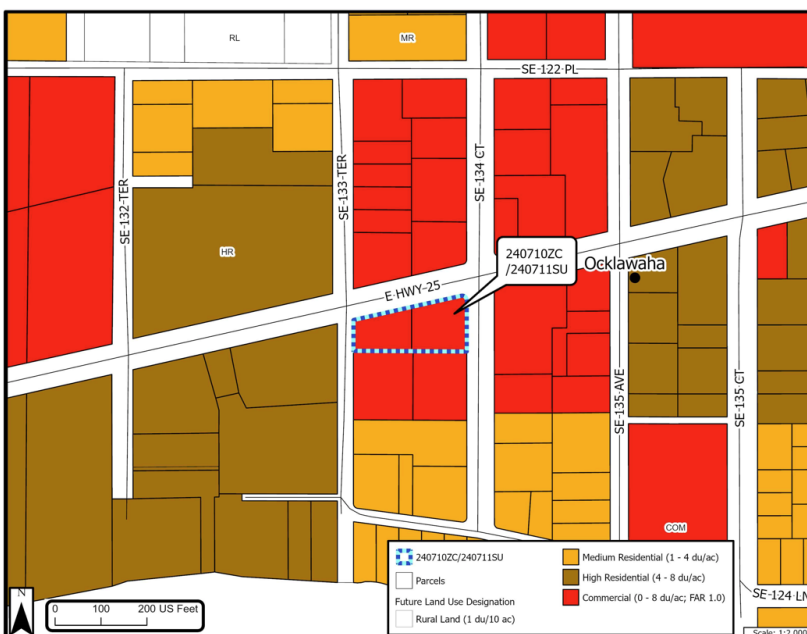 RL
MR
SE 122 PL
SE-132-TER
SE-133-TER
SE-134 CT
240710ZC
/240711SU
Ocklawaha
HR
E HWY-25
SE-135 AVE
SE-135 CT
COM
240710ZC/240711SU
Parcels
Future Land Use Designation
Rural Land (1 du/10 ac)
Medium Residential (1 - 4 du/ac)
High Residential (4 - 8 du/ac)
Commercial (0 - 8 du/ac; FAR 1.0)
SE-124 LN
N
0 100 200 US Feet
Scale: 1:2,000